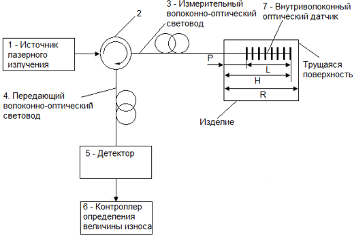 3 - Измерительный
волоконно-оптический
световод
7 - Внутриволоконный
оптический датчик
2
1 - Источник
лазерного
излучения
P
L
H
R
Трущаяся
поверхность
Изделие
4. Передающий
волоконно-оптический
световод
5 - Детектор
6 - Контроллер
определения
величины износа